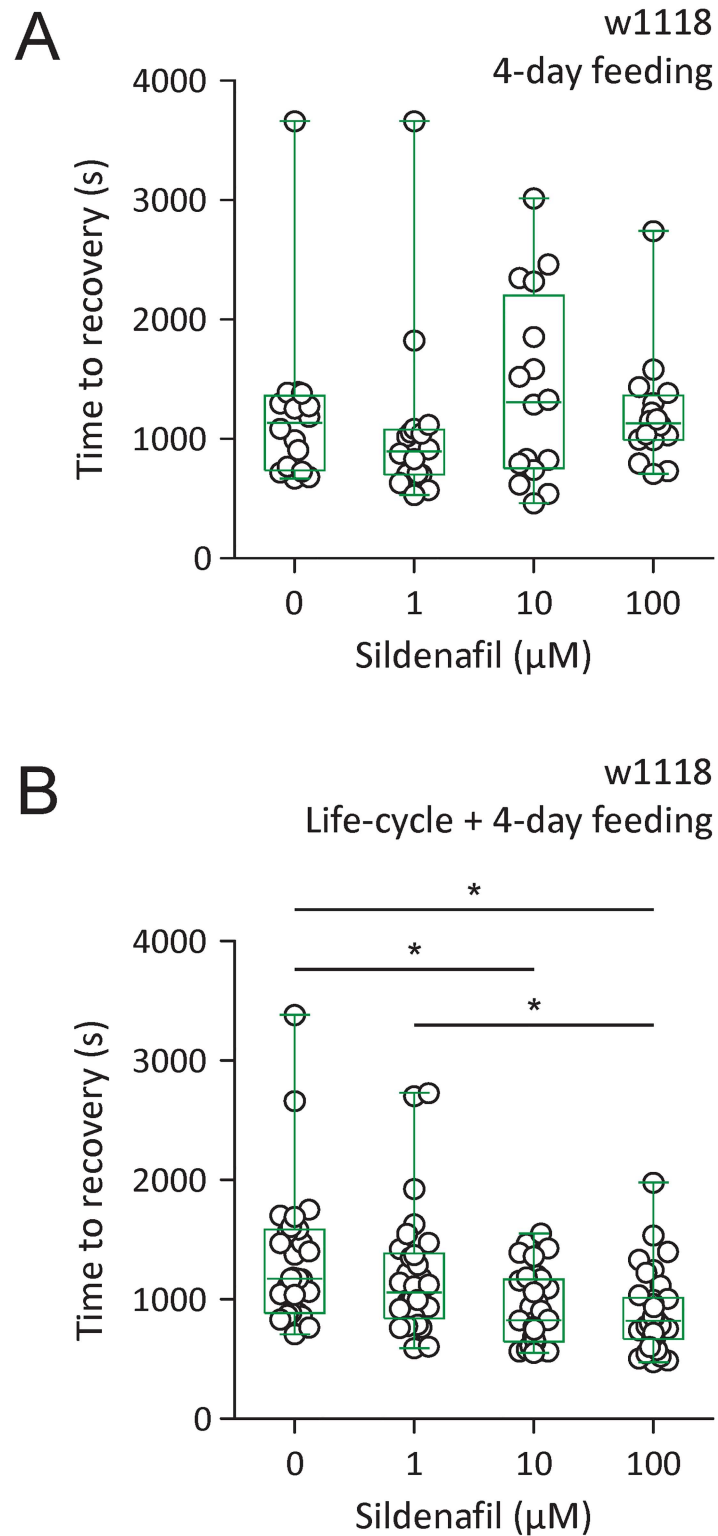 A
w1118
4-day feeding
Time to recovery (s)
4000
3000
2000
1000
0
0 1 10 100
Sildenafil (µM)
B
w1118
Life-cycle + 4-day feeding
*
*
*
Time to recovery (s)
4000
3000
2000
1000
0
0 1 10 100
Sildenafil (µM)